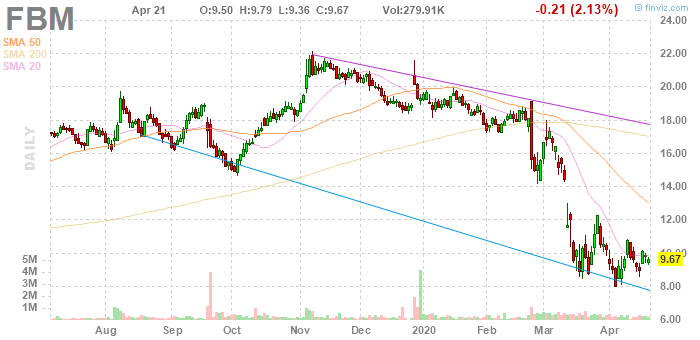 FBM Apr 21 O:9.50 H:9.79 L:9.36 C:9.67 Vol:279.91K -0.21 (2.13%)
© finviz.com
SMA 50
SMA 200
SMA 20
DAILY
24.00
22.00
20.00
18.00
16.00
14.00
12.00
10.00
9.67
8.00
6.00
5M
4M
3M
2M
1M
Aug Sep Oct Nov Dec 2020 Feb Mar Apr